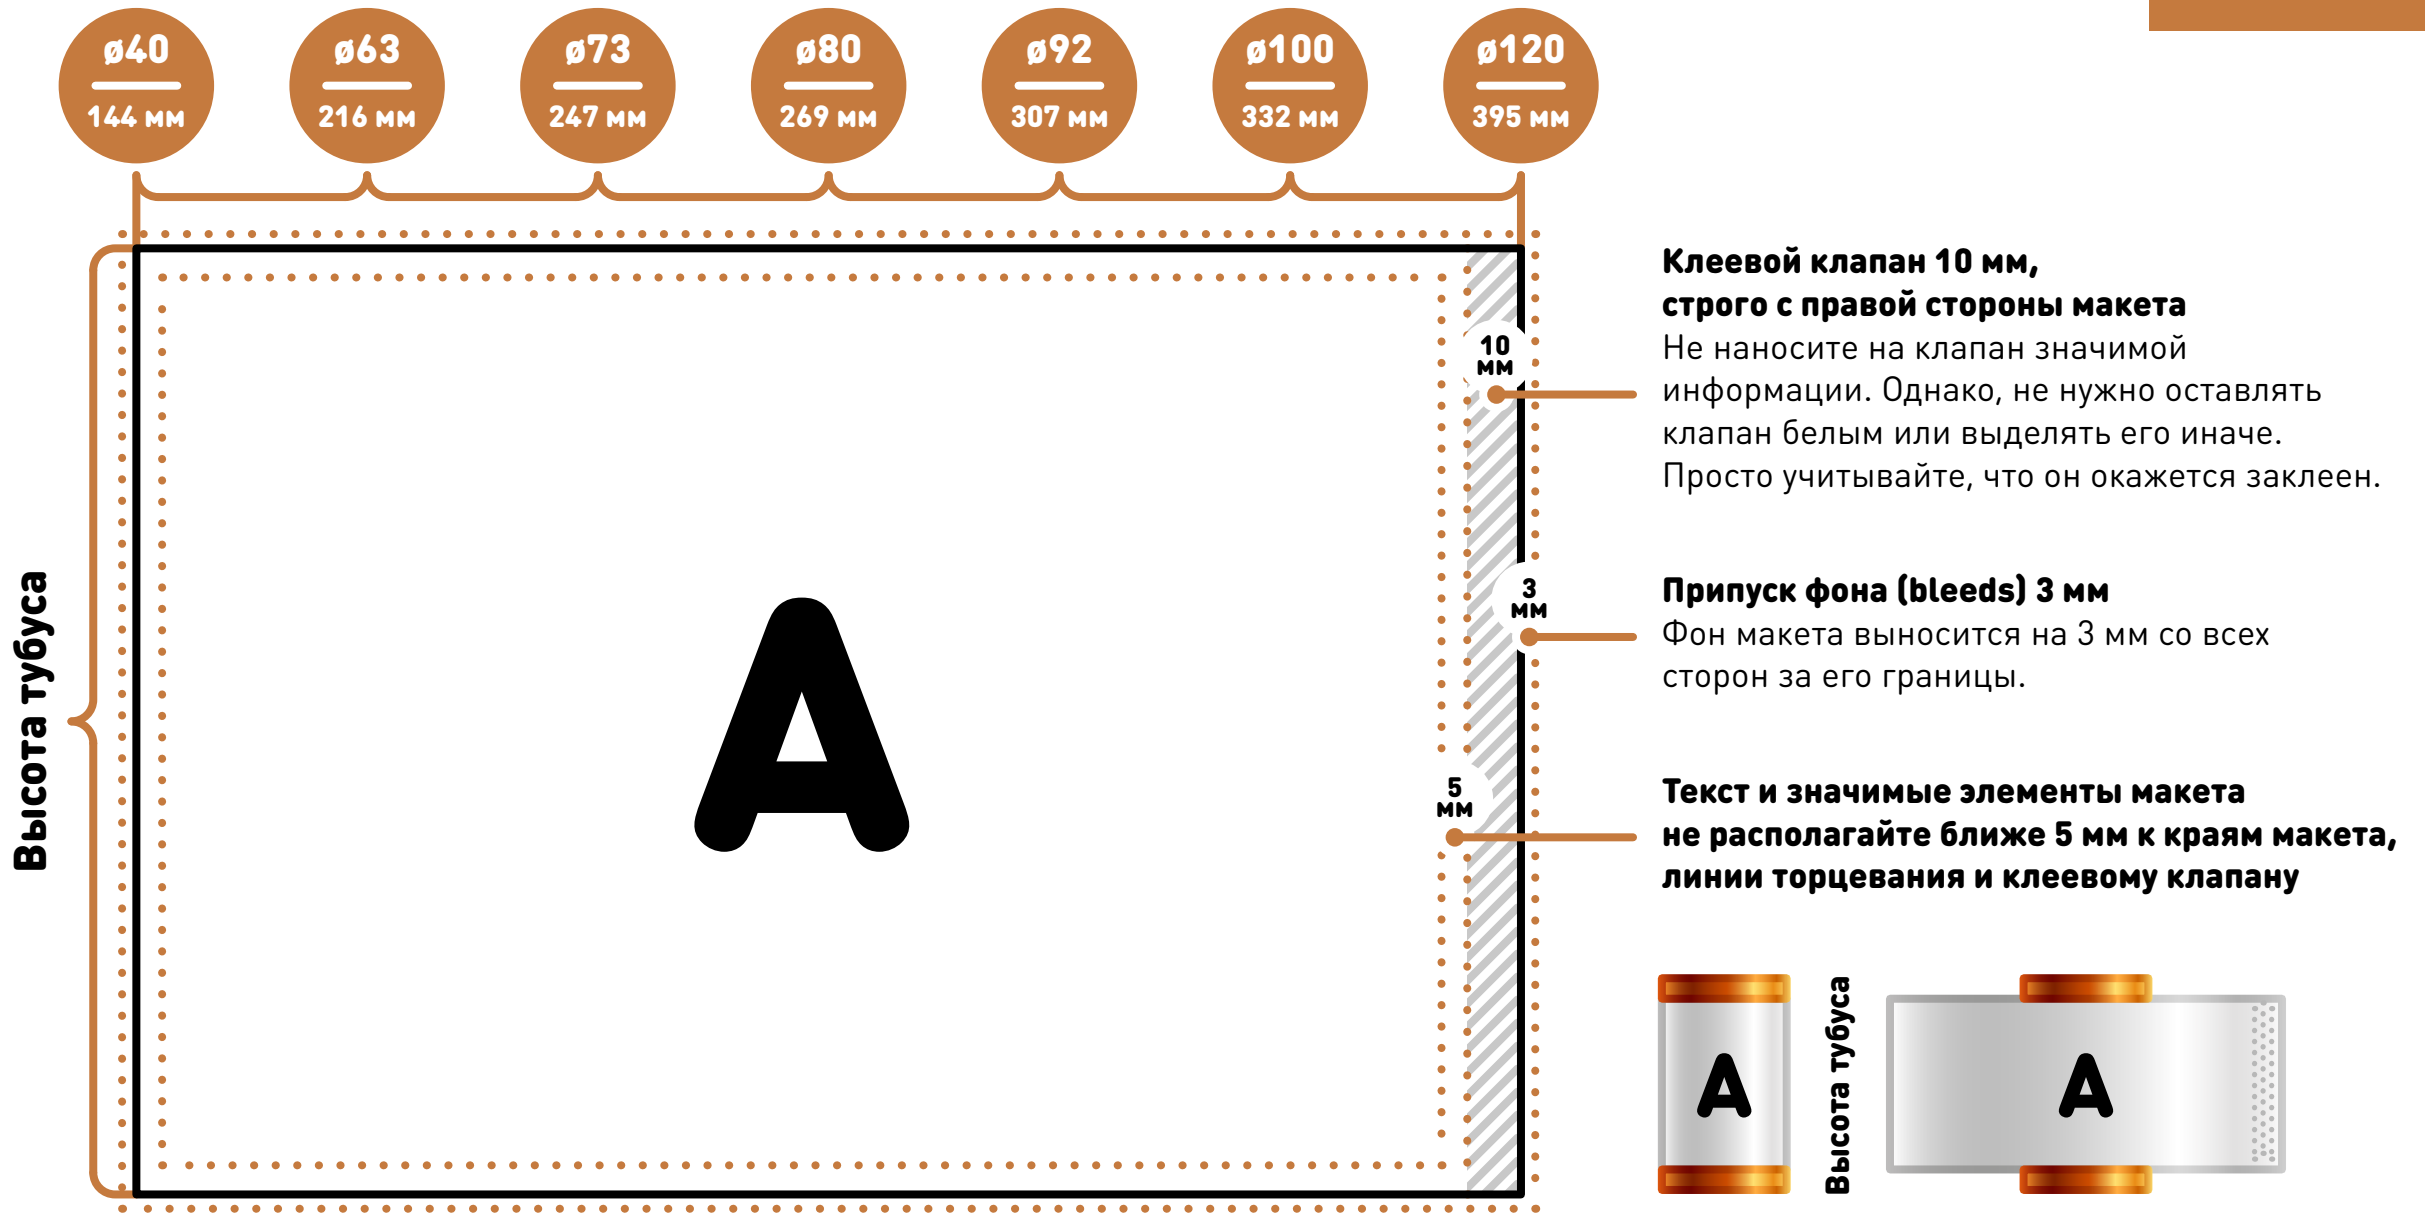 ø40
144 мм
ø63
216 мм
ø73
247 мм
ø80
269 мм
ø92
307 мм
ø100
332 мм
ø120
395 мм
Высота тубуса
А
10
мм
Клеевой клапан 10 мм,
строго с правой стороны макета
Не наносите на клапан значимой
информации. Однако, не нужно оставлять
клапан белым или выделять его иначе.
Просто учитывайте, что он окажется заклеен.
3
мм
Припуск фона (bleeds) 3 мм
Фон макета выносится на 3 мм со всех
сторон за его границы.
5
мм
Текст и значимые элементы макета
не располагайте ближе 5 мм к краям макета,
линии торцевания и клеевому клапану
А
Высота тубуса
А